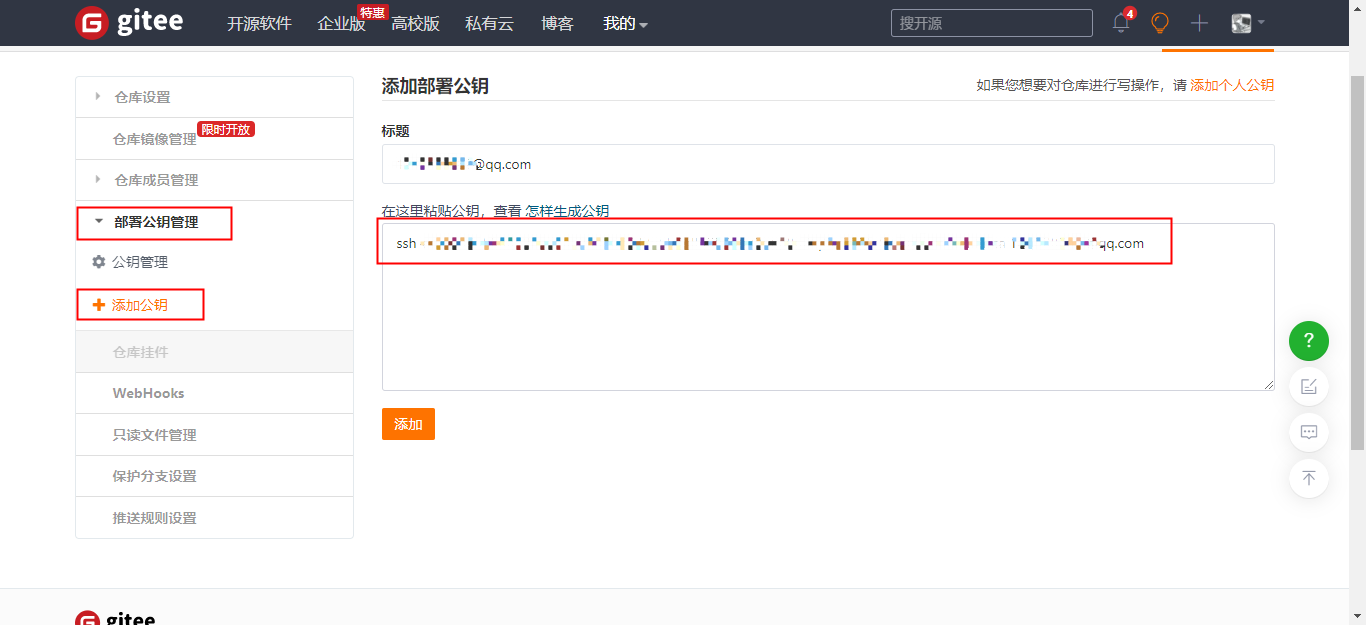 gitee 开源软件 企业版 特惠 高校版 私有云 博客 我的 搜开源 4
仓库设置
仓库镜像管理 限时开放
仓库成员管理
部署公钥管理
公钥管理
添加公钥
仓库挂件
WebHooks
只读文件管理
保护分支设置
推送规则设置
添加部署公钥 如果您想要对仓库进行写操作，请 添加个人公钥
标题
@qq.com
在这里粘贴公钥，查看 怎样生成公钥
ssh qq.com
添加
?
gitee